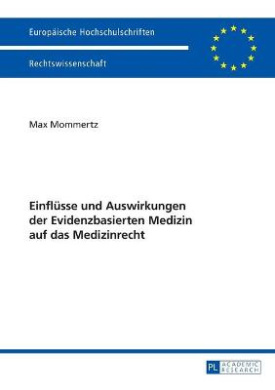 Europäische Hochschulschriften
Rechtswissenschaft
Max Mommertz
Einflüsse und Auswirkungen
der Evidenzbasierten Medizin
auf das Medizinrecht
PL ACADEMIC
RESEARCH